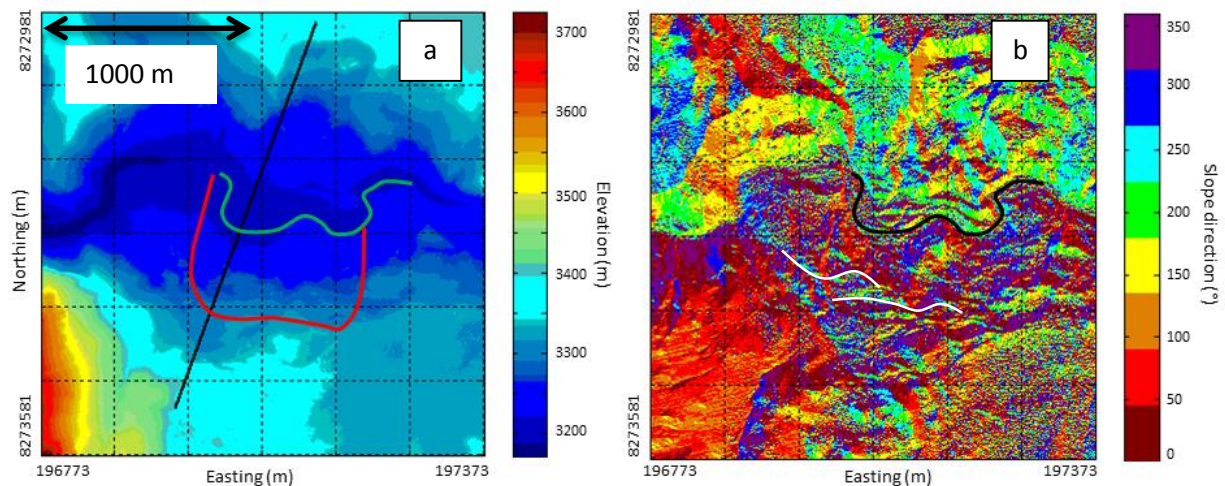 8272981
1000 m
a
Northing (m)
8273581
196773
Easting (m)
197373
3700
3600
3500
3400
3300
3200
Elevation (m)
8272981
b
8273581
196773
Easting (m)
197373
350
300
250
200
150
100
50
0
Slope direction (°)